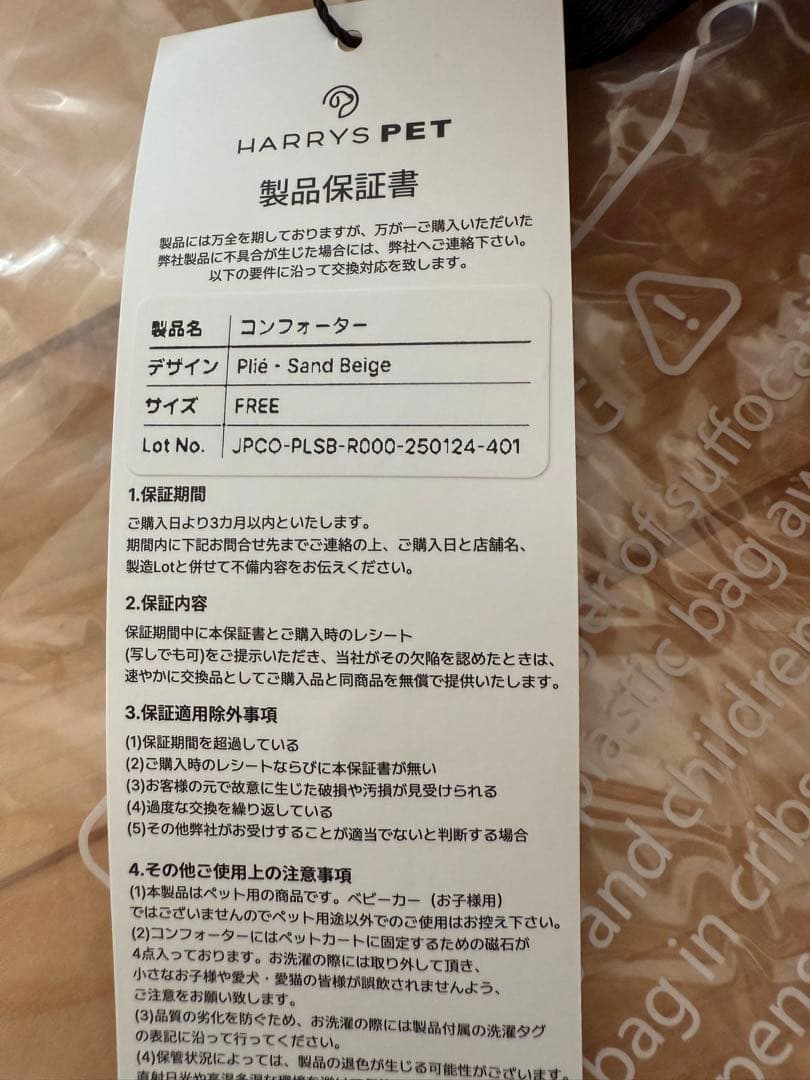 HARRYS PET
製品保証書
製品には万全を期しておりますが、万が一ご購入いただいた
弊社製品に不具合が生じた場合には、弊社へご連絡下さい。
以下の要件に沿って交換対応を致します。
製品名 コンフォーター
デザイン Plié・Sand Beige
サイズ FREE
Lot No. JPCO-PLSB-R000-250124-401
1.保証期間
ご購入日より3カ月以内といたします。
期間内に下記お問合せ先までご連絡の上、ご購入日と店舗名、
製造Lotと併せて不備内容をお伝えください。
2.保証内容
保証期間中に本保証書とご購入時のレシート
(写しでも可)をご提示いただき、当社がその欠陥を認めたときは、
速やかに交換品としてご購入品と同商品を無償で提供いたします。
3.保証適用除外事項
(1)保証期間を超過している
(2)ご購入時のレシートならびに本保証書が無い
(3)お客様の元で故意に生じた破損や汚損が見受けられる
(4)過度な交換を繰り返している
(5)その他弊社がお受けすることが適当でないと判断する場合
4.その他ご使用上の注意事項
(1)本製品はペット用の商品です。ベビーカー（お子様用）
ではございませんのでペット用途以外でのご使用はお控え下さい。
(2)コンフォーターにはペットカートに固定するための磁石が
4点入っております。お洗濯の際には取り外して頂き、
小さなお子様や愛犬・愛猫の皆様が誤飲されませんよう、
ご注意をお願い致します。
(3)品質の劣化を防ぐため、お洗濯の際には製品付属の洗濯タグ
の表記に沿って行ってください。
(4)保管状況によっては、製品の退色が生じる可能性がございます。
直射日光や高温多湿な環境を避けて
of suffoca
plastic bag aw
and children
bag in cribs
pens